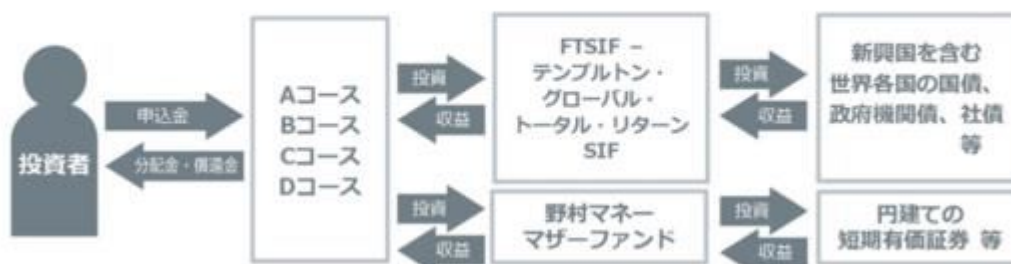 投資者
申込金
分配金・償還金
Aコース
Bコース
Cコース
Dコース
投資
収益
FTSIF –
テンプルトン・
グローバル・
トータル・リターン
SIF
投資
収益
新興国を含む
世界各国の国債、
政府機関債、社債
等
投資
収益
野村マネー
マザーファンド
投資
収益
円建ての
短期有価証券 等